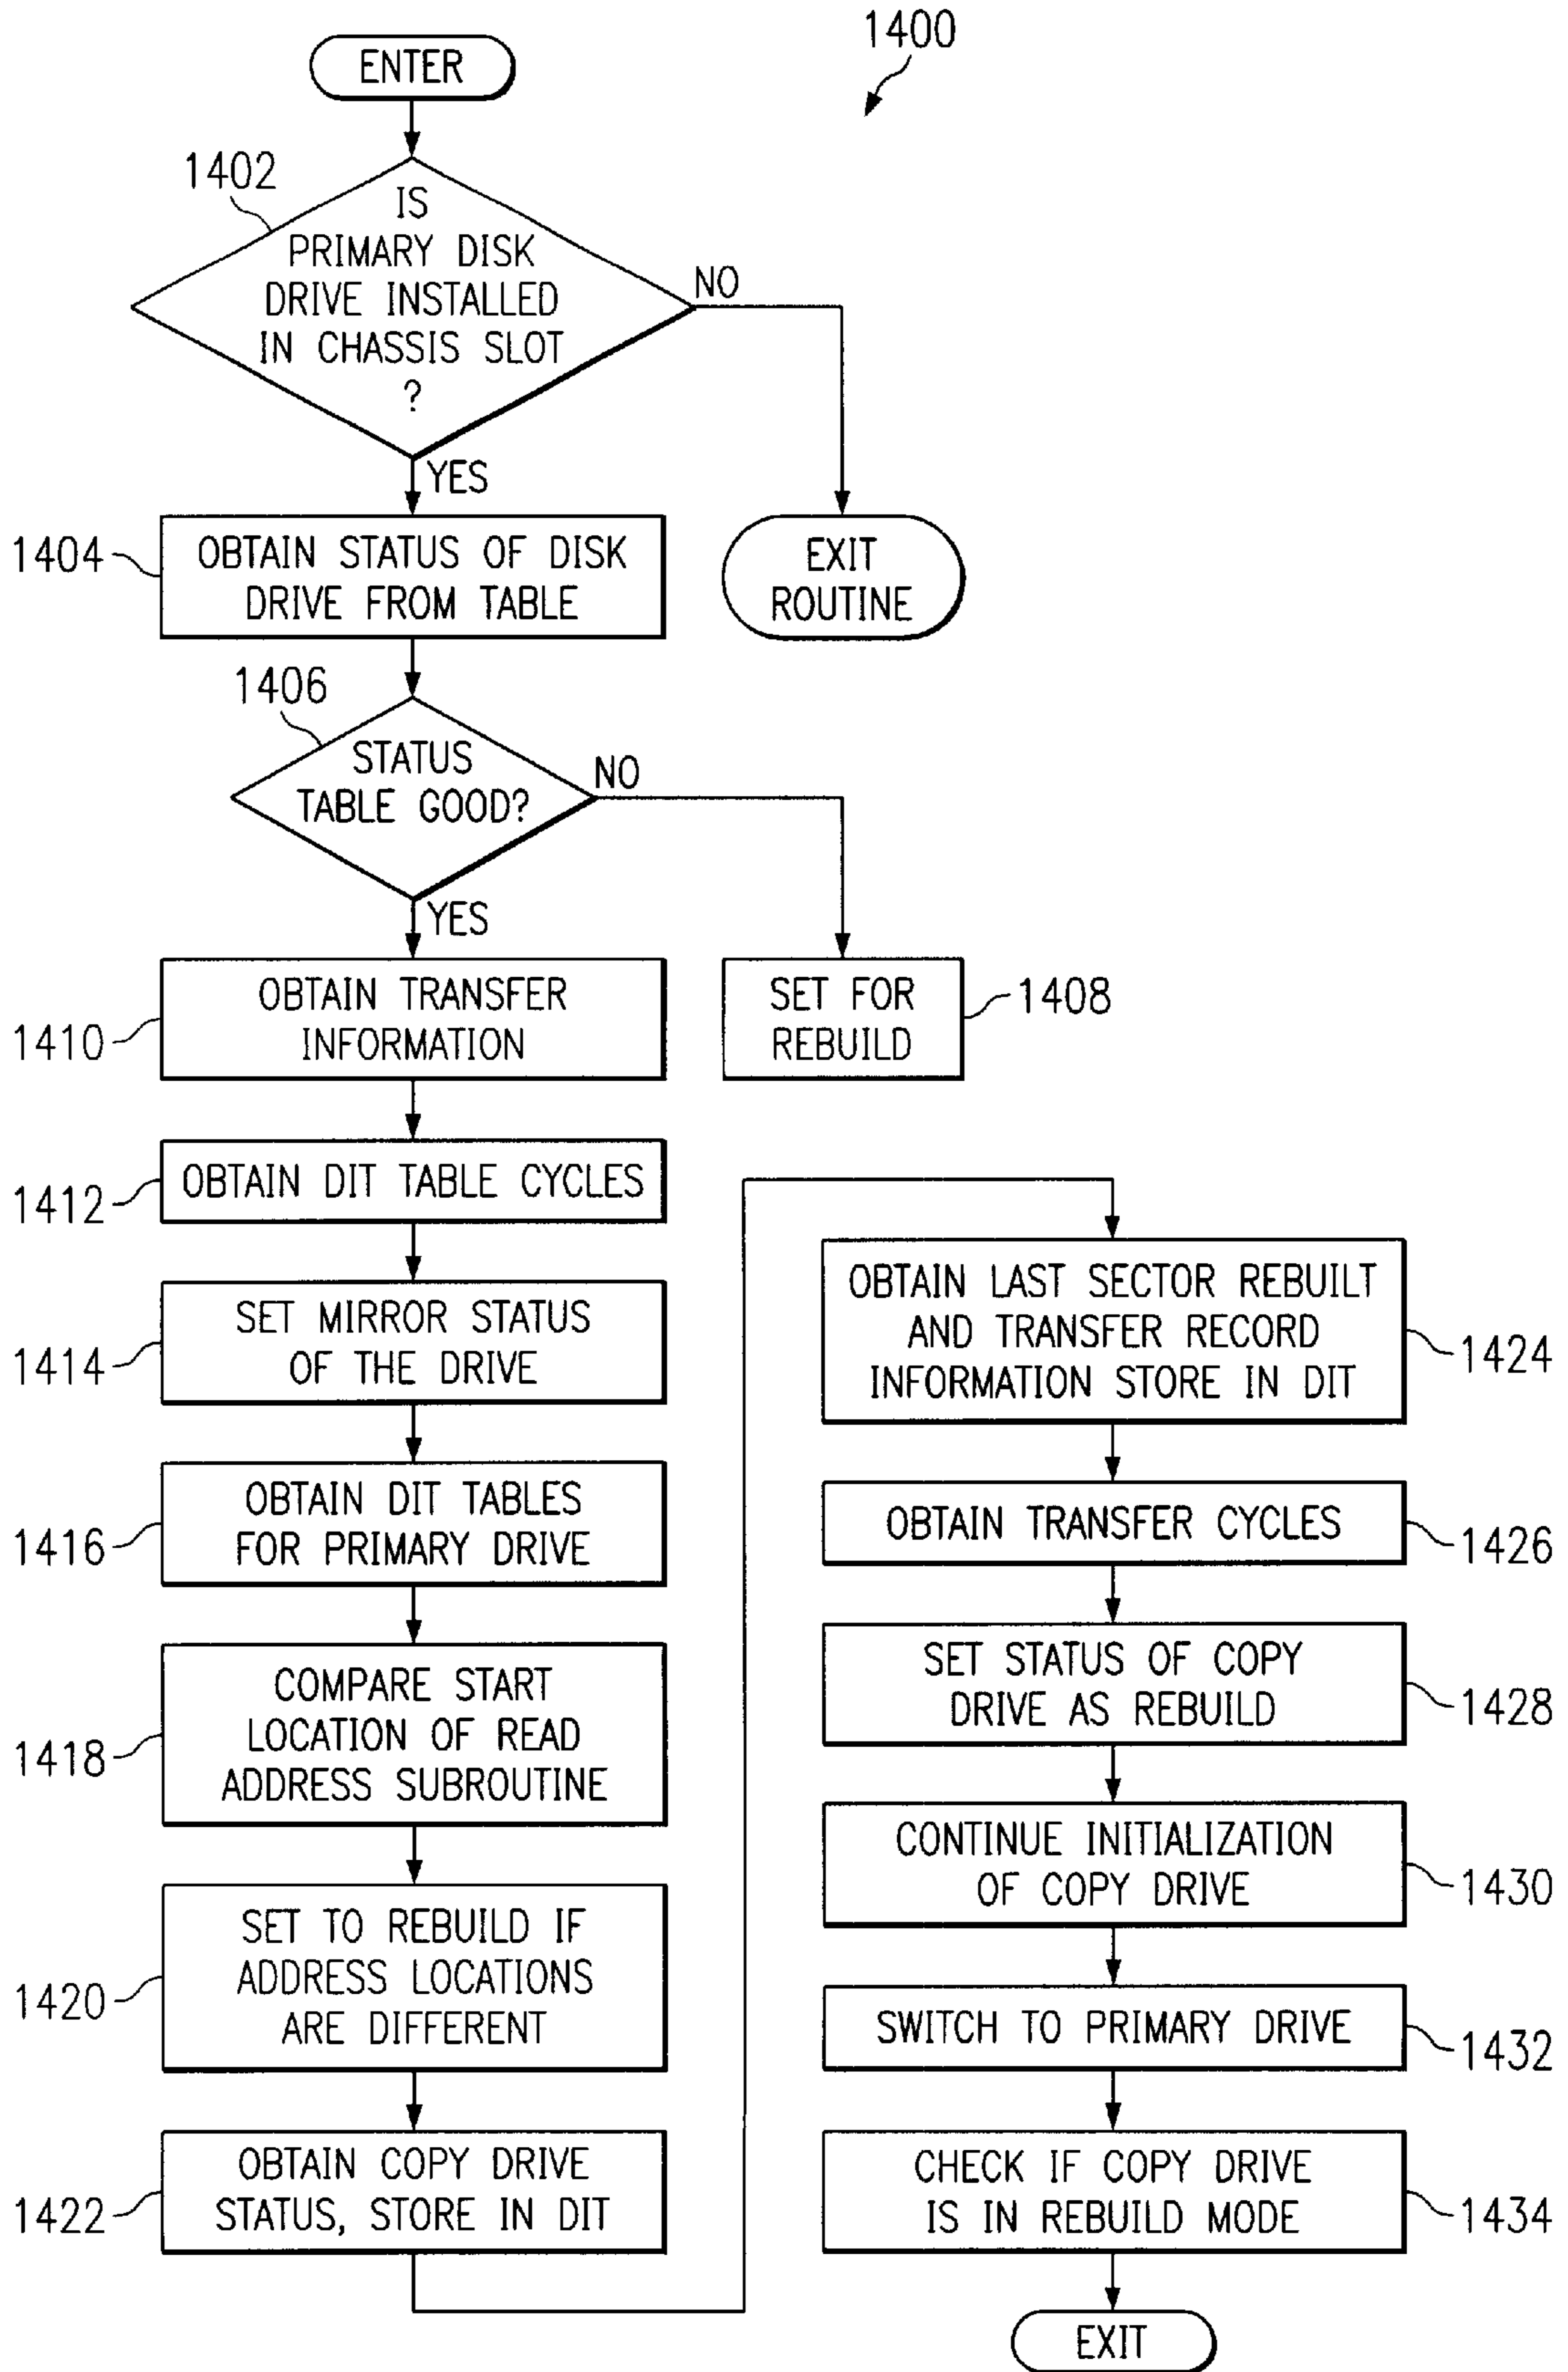 1400
ENTER
1402
IS
PRIMARY DISK
DRIVE INSTALLED
IN CHASSIS SLOT
?
NO
YES
1404
OBTAIN STATUS OF DISK
DRIVE FROM TABLE
EXIT
ROUTINE
1406
STATUS
TABLE GOOD?
NO
YES
1410
OBTAIN TRANSFER
INFORMATION
SET FOR
REBUILD
1408
1412
OBTAIN DIT TABLE CYCLES
1414
SET MIRROR STATUS
OF THE DRIVE
1416
OBTAIN DIT TABLES
FOR PRIMARY DRIVE
1418
COMPARE START
LOCATION OF READ
ADDRESS SUBROUTINE
1420
SET TO REBUILD IF
ADDRESS LOCATIONS
ARE DIFFERENT
1422
OBTAIN COPY DRIVE
STATUS, STORE IN DIT
OBTAIN LAST SECTOR REBUILT
AND TRANSFER RECORD
INFORMATION STORE IN DIT
1424
OBTAIN TRANSFER CYCLES
1426
SET STATUS OF COPY
DRIVE AS REBUILD
1428
CONTINUE INITIALIZATION
OF COPY DRIVE
1430
SWITCH TO PRIMARY DRIVE
1432
CHECK IF COPY DRIVE
IS IN REBUILD MODE
1434
EXIT